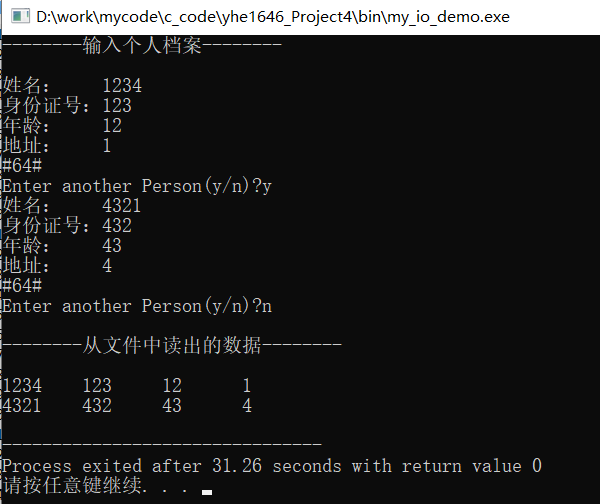 D:\work\mycode\c_code\yhe1646_Project4\bin\my_io_demo.exe
--------输入个人档案--------
姓名：    1234
身份证号：123
年龄：    12
地址：    1
#64#
Enter another Person(y/n)?y
姓名：    4321
身份证号：432
年龄：    43
地址：    4
#64#
Enter another Person(y/n)?n
--------从文件中读出的数据--------
1234    123     12      1
4321    432     43      4
--------------------------------
Process exited after 31.26 seconds with return value 0
请按任意键继续. . .